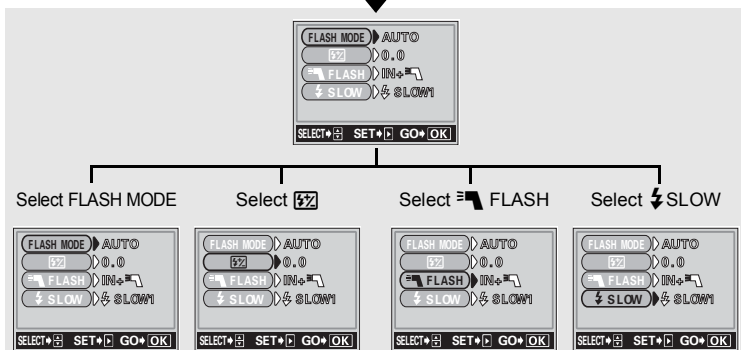 FLASH MODE AUTO
0.0
FLASH IN+
SLOW SLOW1
SELECT SET GO OK
Select FLASH MODE
Select
Select FLASH
Select SLOW
FLASH MODE AUTO
0.0
FLASH IN+
SLOW SLOW1
SELECT SET GO OK
FLASH MODE AUTO
0.0
FLASH IN+
SLOW SLOW1
SELECT SET GO OK
FLASH MODE AUTO
0.0
FLASH IN+
SLOW SLOW1
SELECT SET GO OK
FLASH MODE AUTO
0.0
FLASH IN+
SLOW SLOW1
SELECT SET GO OK